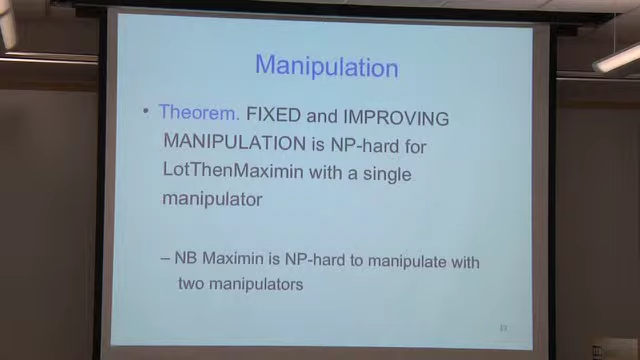 Manipulation
• Theorem. FIXED and IMPROVING
MANIPULATION is NP-hard for
LotThenMaximin with a single
manipulator
– NB Maximin is NP-hard to manipulate with
two manipulators